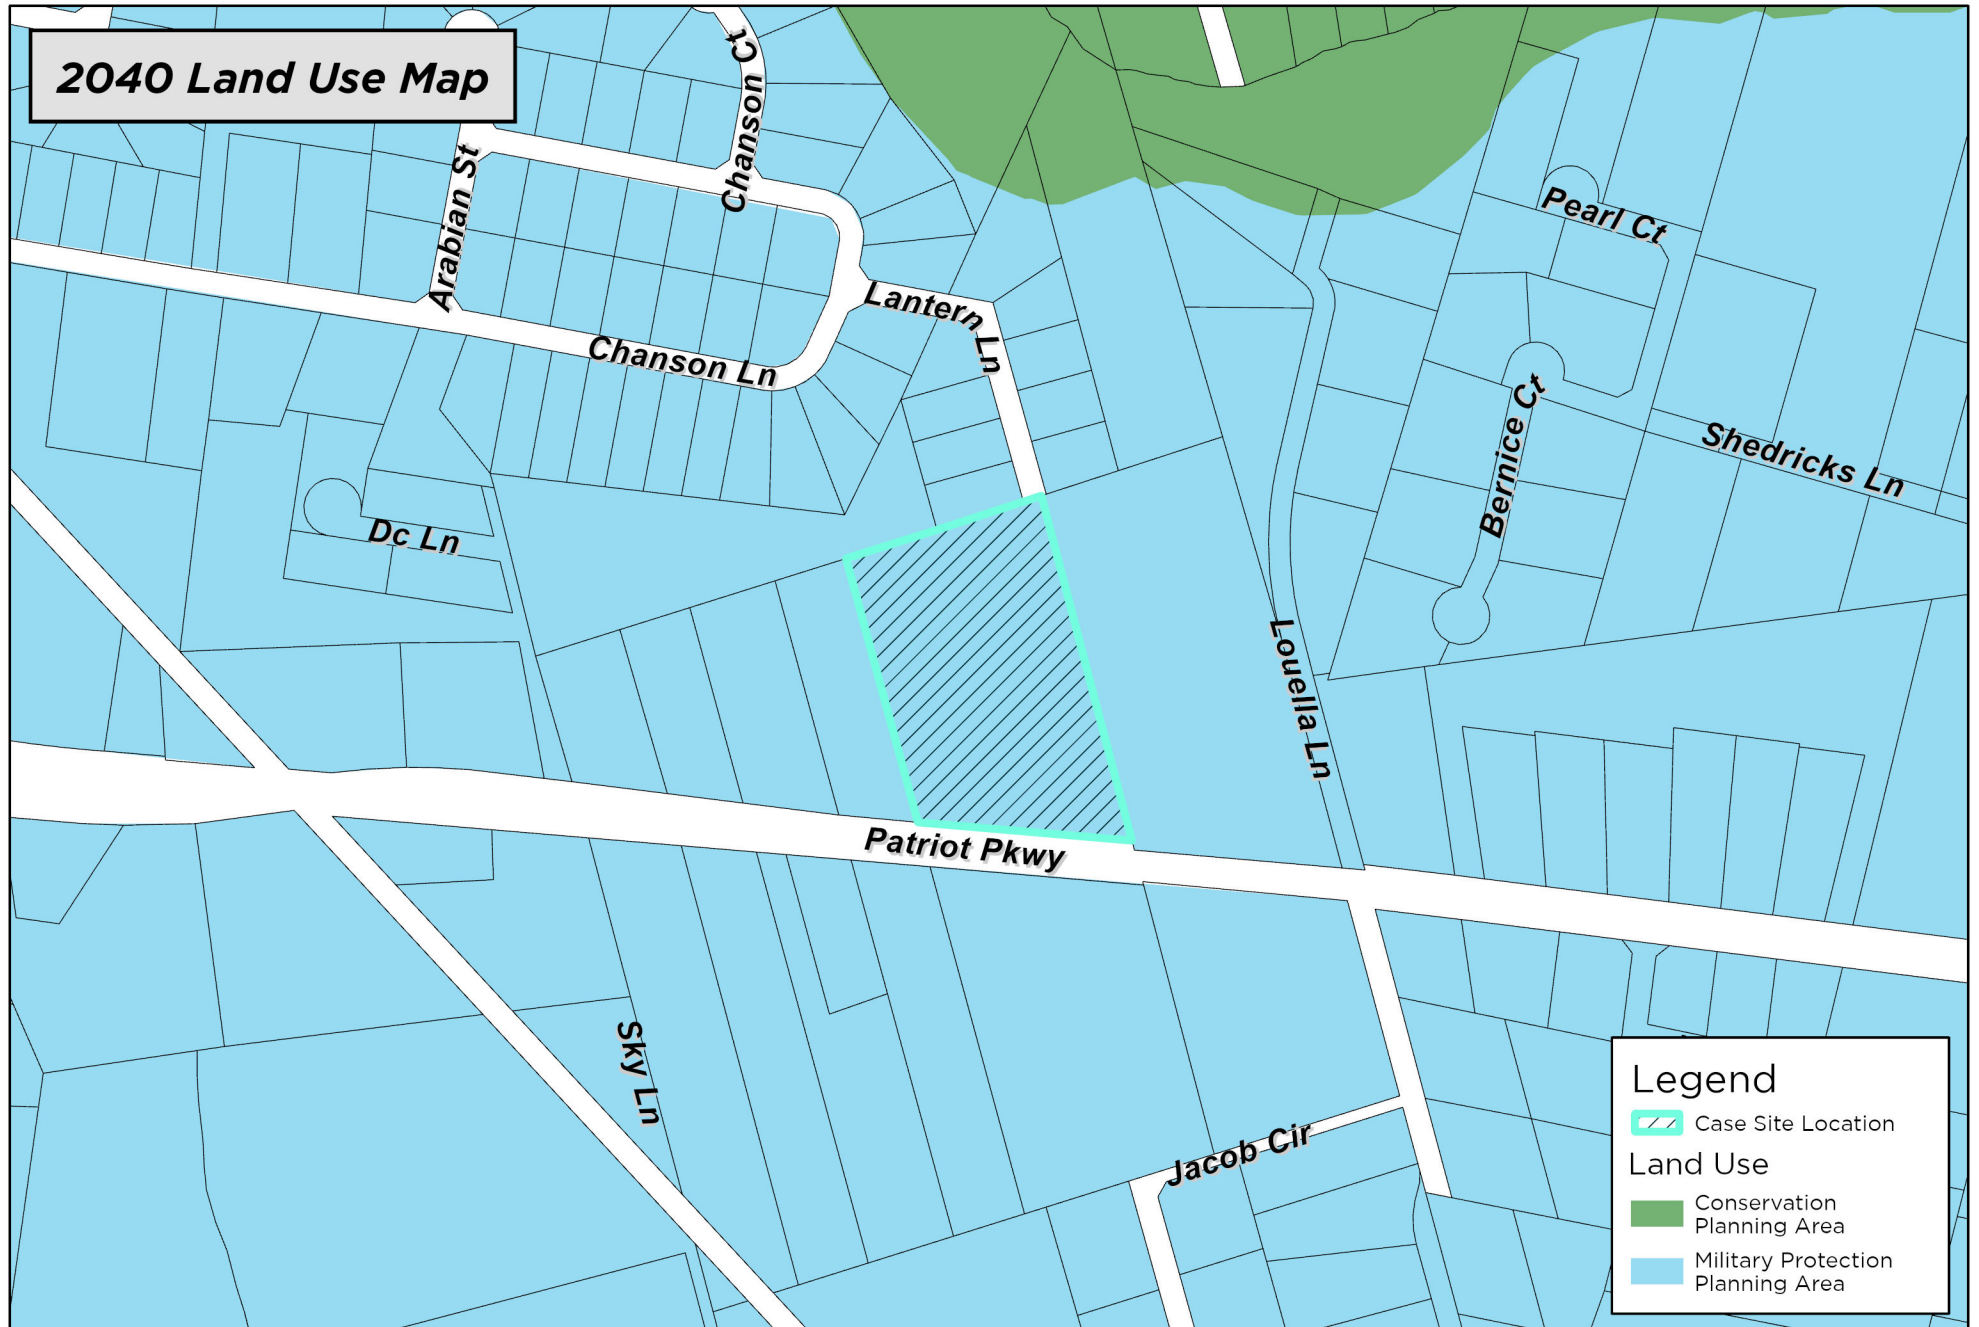 2040 Land Use Map
Chanson Ct
Arabian St
Pearl Ct
Lantern Ln
Chanson Ln
Bernice Ct
Shedricks Ln
Dc Ln
Louella Ln
Patriot Pkwy
Sky Ln
Jacob Cir
Legend
Case Site Location
Land Use
Conservation
Planning Area
Military Protection
Planning Area